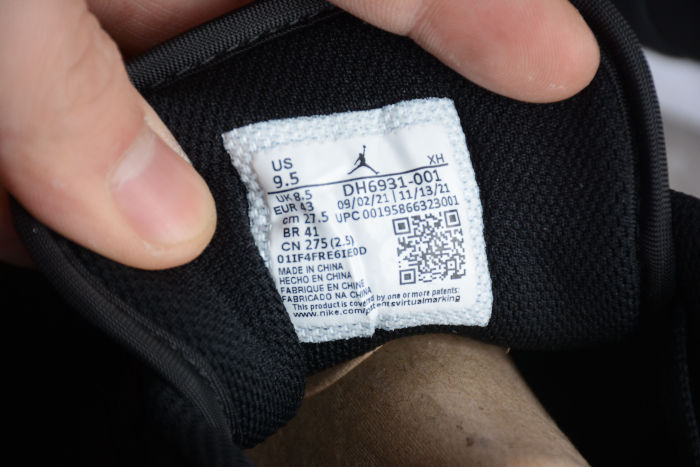 US
9.5
XH
UK 8.5 DH6931-001
EUR 43 09/02/21 | 11/13/21
cm 27.5 UPC 00195866323001
BR 41
CN 275 (2.5)
01IF4FRE6IE0D
MADE IN CHINA
HECHO EN CHINA
FABRIQUE EN CHINE
FABRICADO NA CHINA
This product is covered by one or more patents:
www.nike.com/patentsvirtualmarking